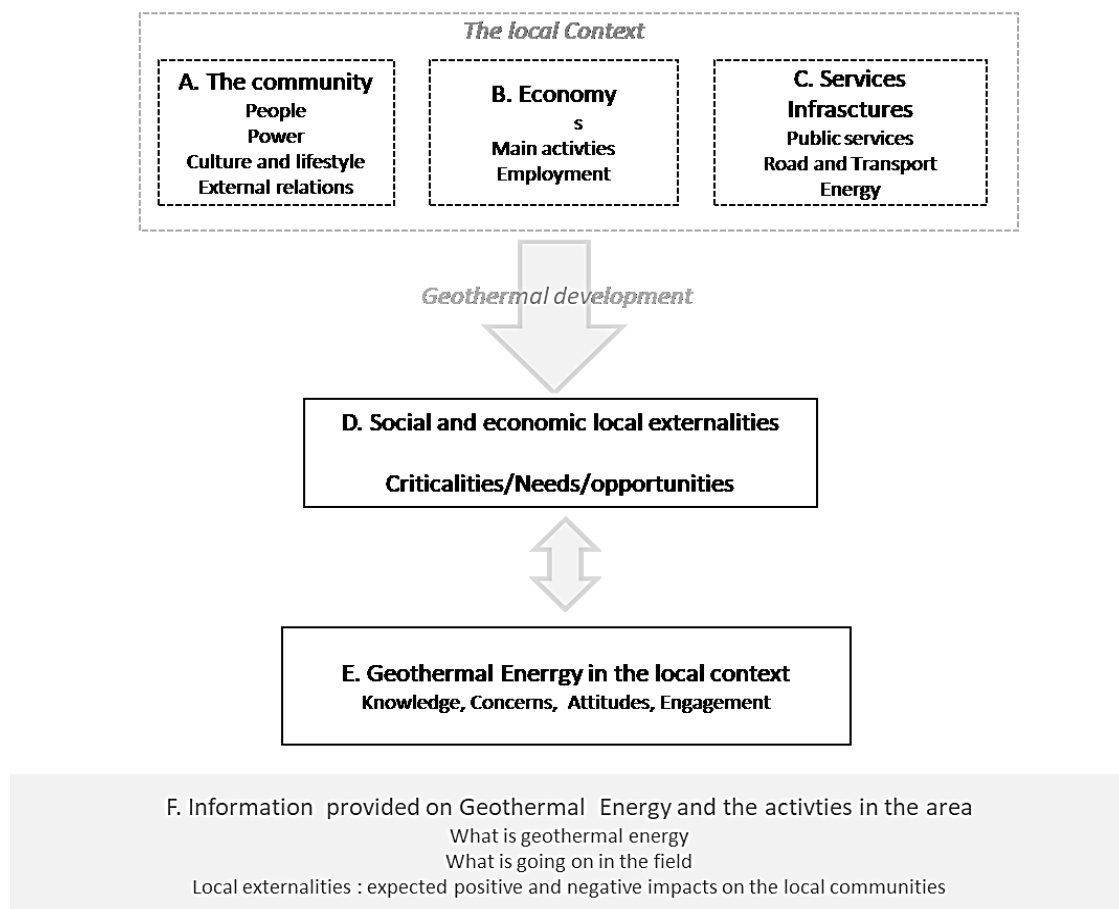 The local Context
A. The community
People
Power
Culture and lifestyle
External relations
B. Economy
s
Main activties
Employment
C. Services
Infrasctures
Public services
Road and Transport
Energy
Geothermal development
D. Social and economic local externalities
Criticalities/Needs/opportunities
E. Geothermal Enerrgy in the local context
Knowledge, Concerns, Attitudes, Engagement
F. Information provided on Geothermal Energy and the activties in the area
What is geothermal energy
What is going on in the field
Local externalities : expected positive and negative impacts on the local communities